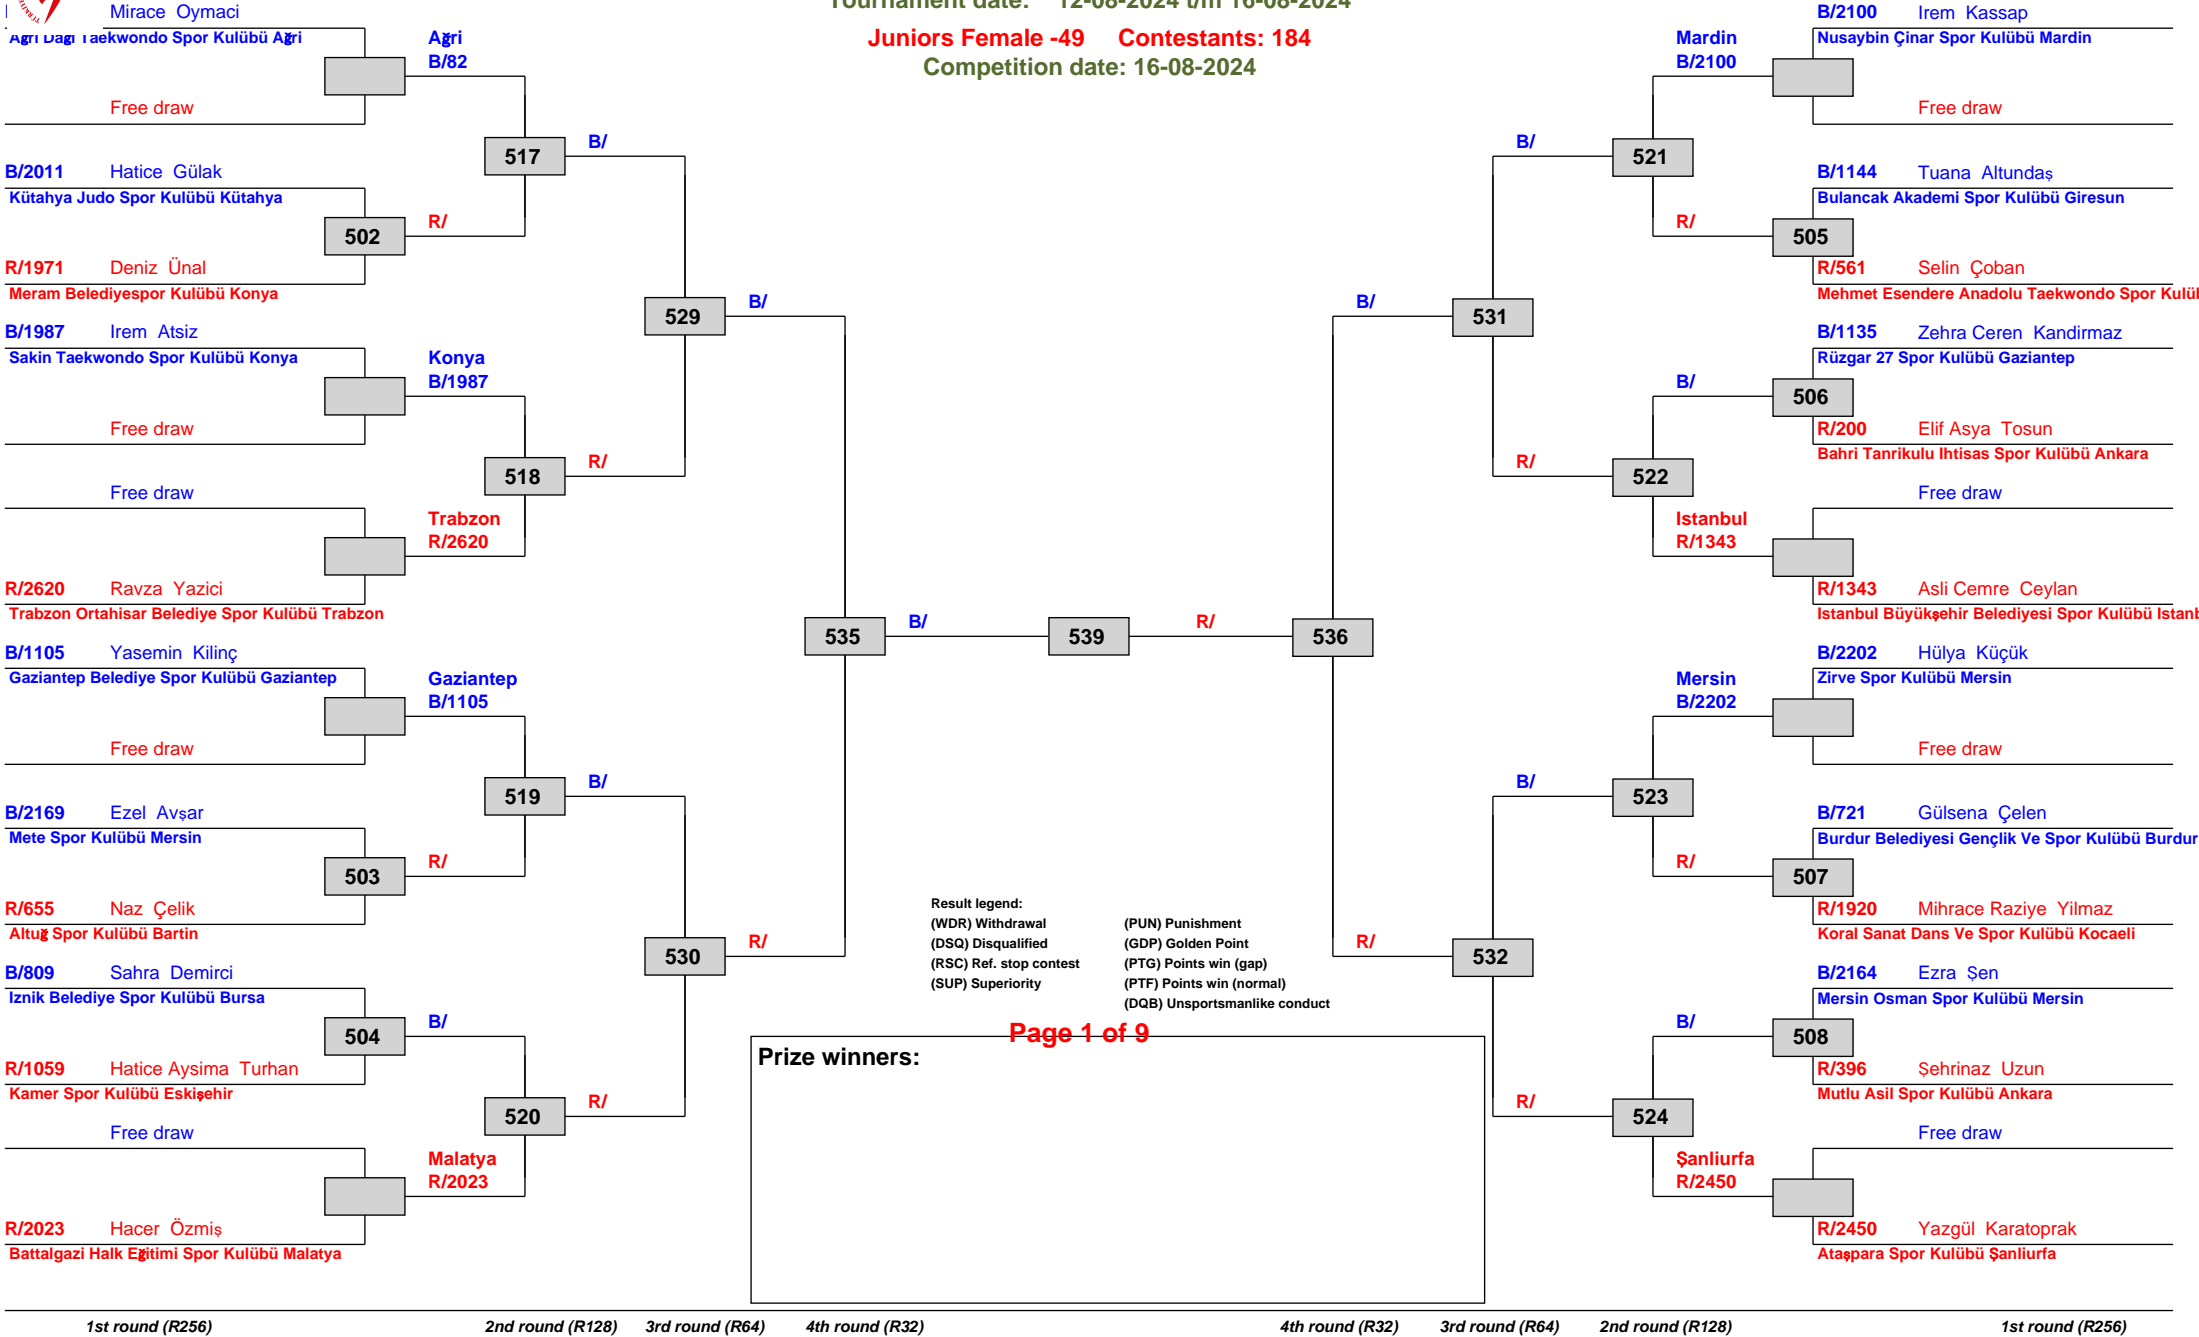 Tournament date: 12-08-2024 t/m 16-08-2024
Juniors Female -49 Contestants: 184
Competition date: 16-08-2024
Mirace Oymaci
Ağri Daği Taekwondo Spor Kulübü Ağri
Free draw
Ağri
B/82
517
B/
B/2011 Hatice Gülak
Kütahya Judo Spor Kulübü Kütahya
502
R/
R/1971 Deniz Ünal
Meram Belediyespor Kulübü Konya
529
B/
B/1987 Irem Atsiz
Sakin Taekwondo Spor Kulübü Konya
Konya
B/1987
Free draw
518
R/
Free draw
Trabzon
R/2620
R/2620 Ravza Yazici
Trabzon Ortahisar Belediye Spor Kulübü Trabzon
535
B/
539
R/
536
B/1105 Yasemin Kilinç
Gaziantep Belediye Spor Kulübü Gaziantep
Gaziantep
B/1105
Free draw
519
B/
B/2169 Ezel Avşar
Mete Spor Kulübü Mersin
503
R/
R/655 Naz Çelik
Altuğ Spor Kulübü Bartin
530
R/
B/809 Sahra Demirci
Iznik Belediye Spor Kulübü Bursa
504
B/
R/1059 Hatice Aysima Turhan
Kamer Spor Kulübü Eskişehir
520
R/
Free draw
Malatya
R/2023
R/2023 Hacer Özmiş
Battalgazi Halk Eğitimi Spor Kulübü Malatya
B/2100 Irem Kassap
Nusaybin Çinar Spor Kulübü Mardin
Mardin
B/2100
Free draw
B/
521
B/1144 Tuana Altundaş
Bulancak Akademi Spor Kulübü Giresun
R/
505
R/561 Selin Çoban
Mehmet Esendere Anadolu Taekwondo Spor
B/
531
B/1135 Zehra Ceren Kandirmaz
Rüzgar 27 Spor Kulübü Gaziantep
B/
506
R/200 Elif Asya Tosun
Bahri Tanrikulu Ihtisas Spor Kulübü Ankara
R/
522
Free draw
Istanbul
R/1343
R/1343 Asli Cemre Ceylan
Istanbul Büyükşehir Belediyesi Spor Kulübü
B/2202 Hülya Küçük
Zirve Spor Kulübü Mersin
Mersin
B/2202
Free draw
B/
523
B/721 Gülsena Çelen
Burdur Belediyesi Gençlik Ve Spor Kulübü Burdur
R/
507
R/1920 Mihrace Raziye Yilmaz
Koral Sanat Dans Ve Spor Kulübü Kocaeli
R/
532
B/2164 Ezra Şen
Mersin Osman Spor Kulübü Mersin
B/
508
R/396 Şehrinaz Uzun
Mutlu Asil Spor Kulübü Ankara
R/
524
Free draw
Şanliurfa
R/2450
R/2450 Yazgül Karatoprak
Ataşpara Spor Kulübü Şanliurfa
Result legend:
(WDR) Withdrawal (PUN) Punishment
(DSQ) Disqualified (GDP) Golden Point
(RSC) Ref. stop contest (PTG) Points win (gap)
(SUP) Superiority (PTF) Points win (normal)
(DQB) Unsportsmanlike conduct
Page 1 of 9
Prize winners:
1st round (R256) 2nd round (R128) 3rd round (R64) 4th round (R32) 4th round (R32) 3rd round (R64) 2nd round (R128) 1st round (R256)